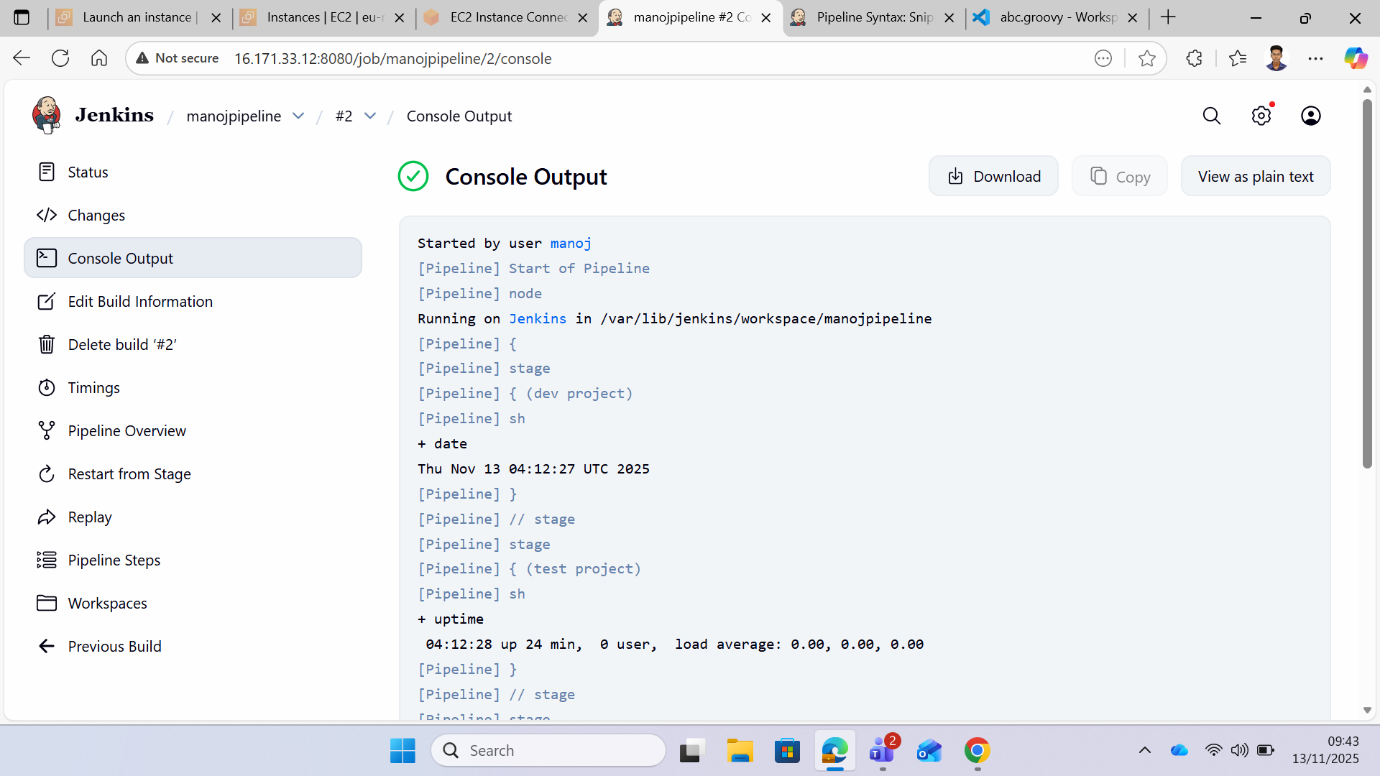 Launch an instance |
Instances | EC2 | eu-
EC2 Instance Connec
manojpipeline #2 Co
Pipeline Syntax: Snip
abc.groovy - Worksp
Not secure
16.171.33.12:8080/job/manojpipeline/2/console
Jenkins / manojpipeline / #2 / Console Output
Status
Changes
Console Output
Edit Build Information
Delete build '#2'
Timings
Pipeline Overview
Restart from Stage
Replay
Pipeline Steps
Workspaces
Previous Build
Console Output
Download
Copy
View as plain text
Started by user manoj
[Pipeline] Start of Pipeline
[Pipeline] node
Running on Jenkins in /var/lib/jenkins/workspace/manojpipeline
[Pipeline] {
[Pipeline] stage
[Pipeline] { (dev project)
[Pipeline] sh
+ date
Thu Nov 13 04:12:27 UTC 2025
[Pipeline] }
[Pipeline] // stage
[Pipeline] stage
[Pipeline] { (test project)
[Pipeline] sh
+ uptime
04:12:28 up 24 min,  0 user,  load average: 0.00, 0.00, 0.00
[Pipeline] }
[Pipeline] // stage
[Pipeline] stage
Search
2
09:43
13/11/2025